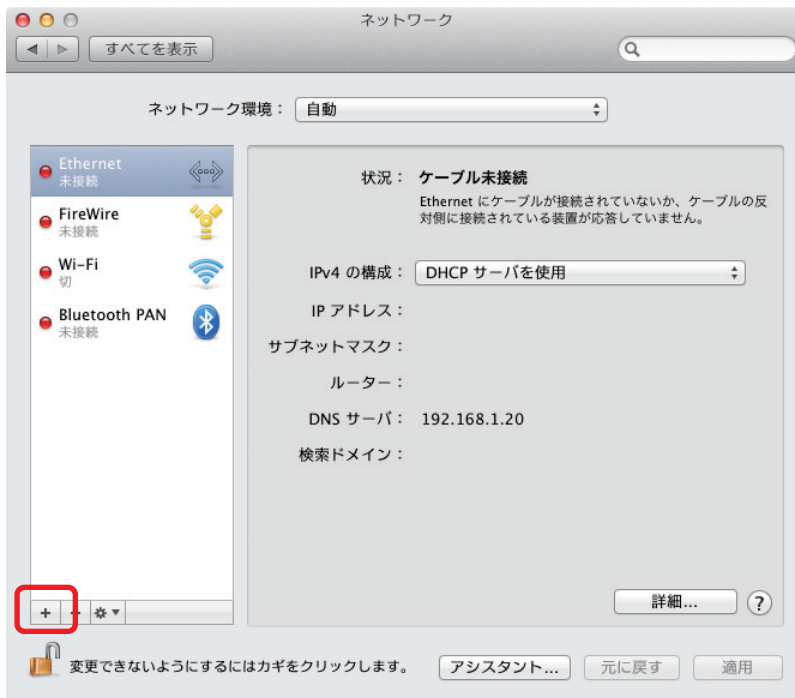 ネットワーク
すべてを表示
ネットワーク環境： 自動
Ethernet
未接続
FireWire
未接続
Wi-Fi
切
Bluetooth PAN
未接続
状況： ケーブル未接続
Ethernet にケーブルが接続されていないか、ケーブルの反
対側に接続されている装置が応答していません。
IPv4 の構成： DHCP サーバを使用
IP アドレス：
サブネットマスク：
ルーター：
DNS サーバ： 192.168.1.20
検索ドメイン：
詳細... ?
+ -
変更できないようにするにはカギをクリックします。 アシスタント... 元に戻す 適用